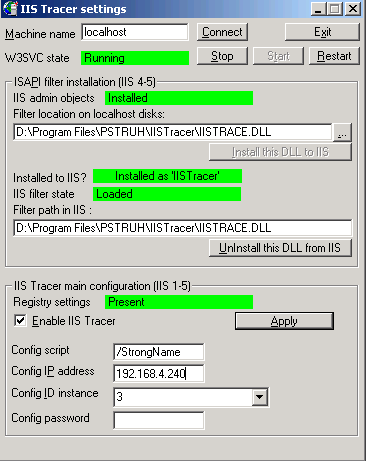 IIS Tracer settings
Machine name localhost Connect Exit
W3SVC state Running Stop Start Restart
ISAPI filter installation (IIS 4-5)
IIS admin objects Installed
Filter location on localhost disks:
D:\Program Files\PSTRUH\IISTracer\IISTRACE.DLL ...
Install this DLL to IIS
Installed to IIS? Installed as 'IISTracer'
IIS filter state Loaded
Filter path in IIS :
D:\Program Files\PSTRUH\IISTracer\IISTRACE.DLL
UnInstall this DLL from IIS
IIS Tracer main configuration (IIS 1-5)
Registry settings Present
Enable IIS Tracer Apply
Config script /StrongName
Config IP address 192.168.4.240
Config ID instance 3
Config password